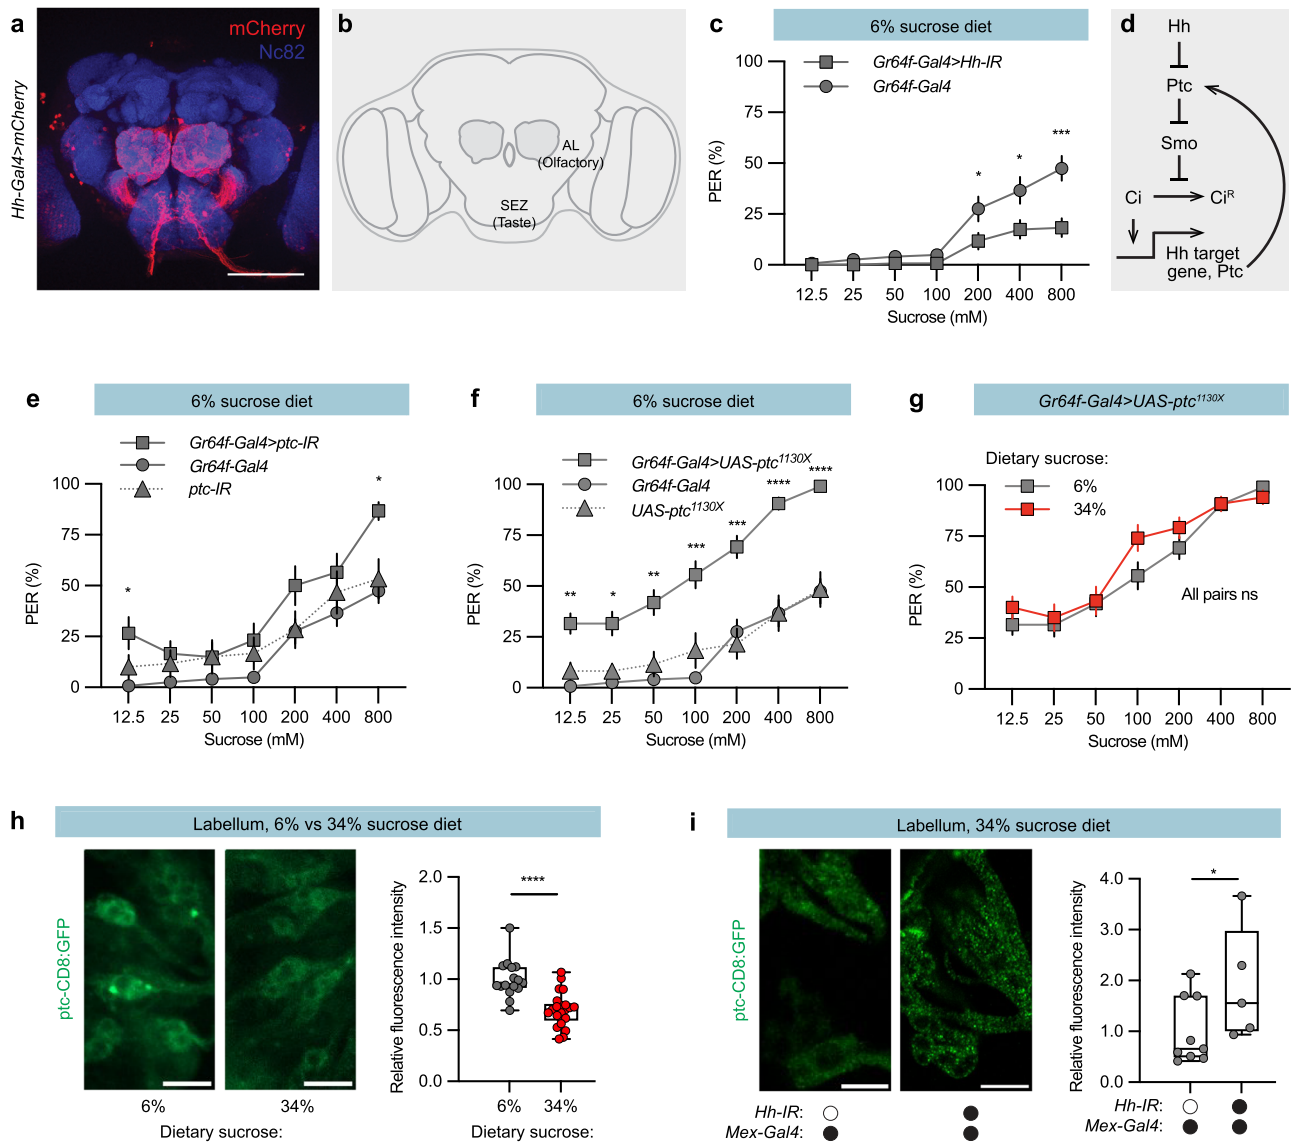 a
mCherry
Nc82
Hh-Gal4>mCherry
b
AL
(Olfactory)
SEZ
(Taste)
c
6% sucrose diet
Gr64f-Gal4>Hh-IR
Gr64f-Gal4
PER (%)
100
75
50
25
0
*
*
***
12.5 25 50 100 200 400 800
Sucrose (mM)
d
Hh
Ptc
Smo
Ci
Ciᴿ
Hh target
gene, Ptc
e
6% sucrose diet
Gr64f-Gal4>ptc-IR
Gr64f-Gal4
ptc-IR
PER (%)
100
75
50
25
0
*
*
12.5 25 50 100 200 400 800
Sucrose (mM)
f
6% sucrose diet
Gr64f-Gal4>UAS-ptc¹¹³⁰ˣ
Gr64f-Gal4
UAS-ptc¹¹³⁰ˣ
PER (%)
100
75
50
25
0
**
*
**
***
***
****
****
12.5 25 50 100 200 400 800
Sucrose (mM)
g
Gr64f-Gal4>UAS-ptc¹¹³⁰ˣ
Dietary sucrose:
6%
34%
PER (%)
100
75
50
25
0
All pairs ns
12.5 25 50 100 200 400 800
Sucrose (mM)
h
Labellum, 6% vs 34% sucrose diet
ptc-CD8:GFP
6% 34%
Dietary sucrose:
Relative fluorescence intensity
2.0
1.5
1.0
0.5
0.0
****
6% 34%
Dietary sucrose:
i
Labellum, 34% sucrose diet
ptc-CD8:GFP
Hh-IR:
Mex-Gal4:
Relative fluorescence intensity
4.0
3.0
2.0
1.0
0.0
*
Hh-IR:
Mex-Gal4: